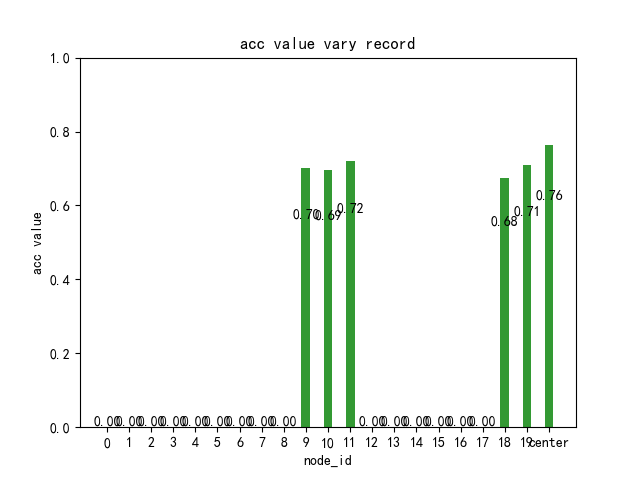 acc value vary record
1.0
0.8
0.6
0.4
0.2
0.0
acc value
0.00 0.00 0.00 0.00 0.00 0.00 0.00 0.00 0.00 0.70 0.69 0.72 0.00 0.00 0.00 0.00 0.00 0.00 0.68 0.71 0.76
0 1 2 3 4 5 6 7 8 9 10 11 12 13 14 15 16 17 18 19 center
node_id